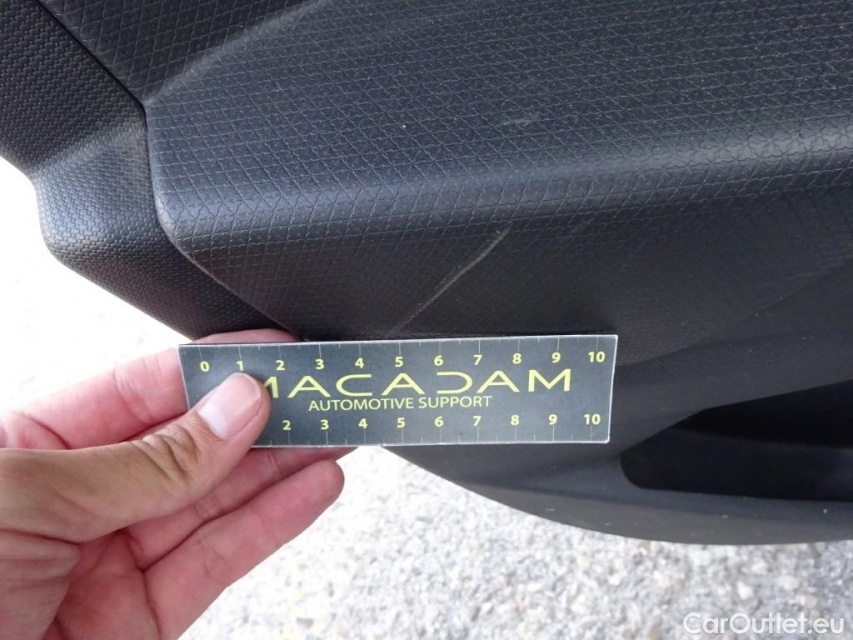 0 1 2 3 4 5 6 7 8 9 10
MACADAM
AUTOMOTIVE SUPPORT
2 3 4 5 6 7 8 9 10
CarOutlet.eu